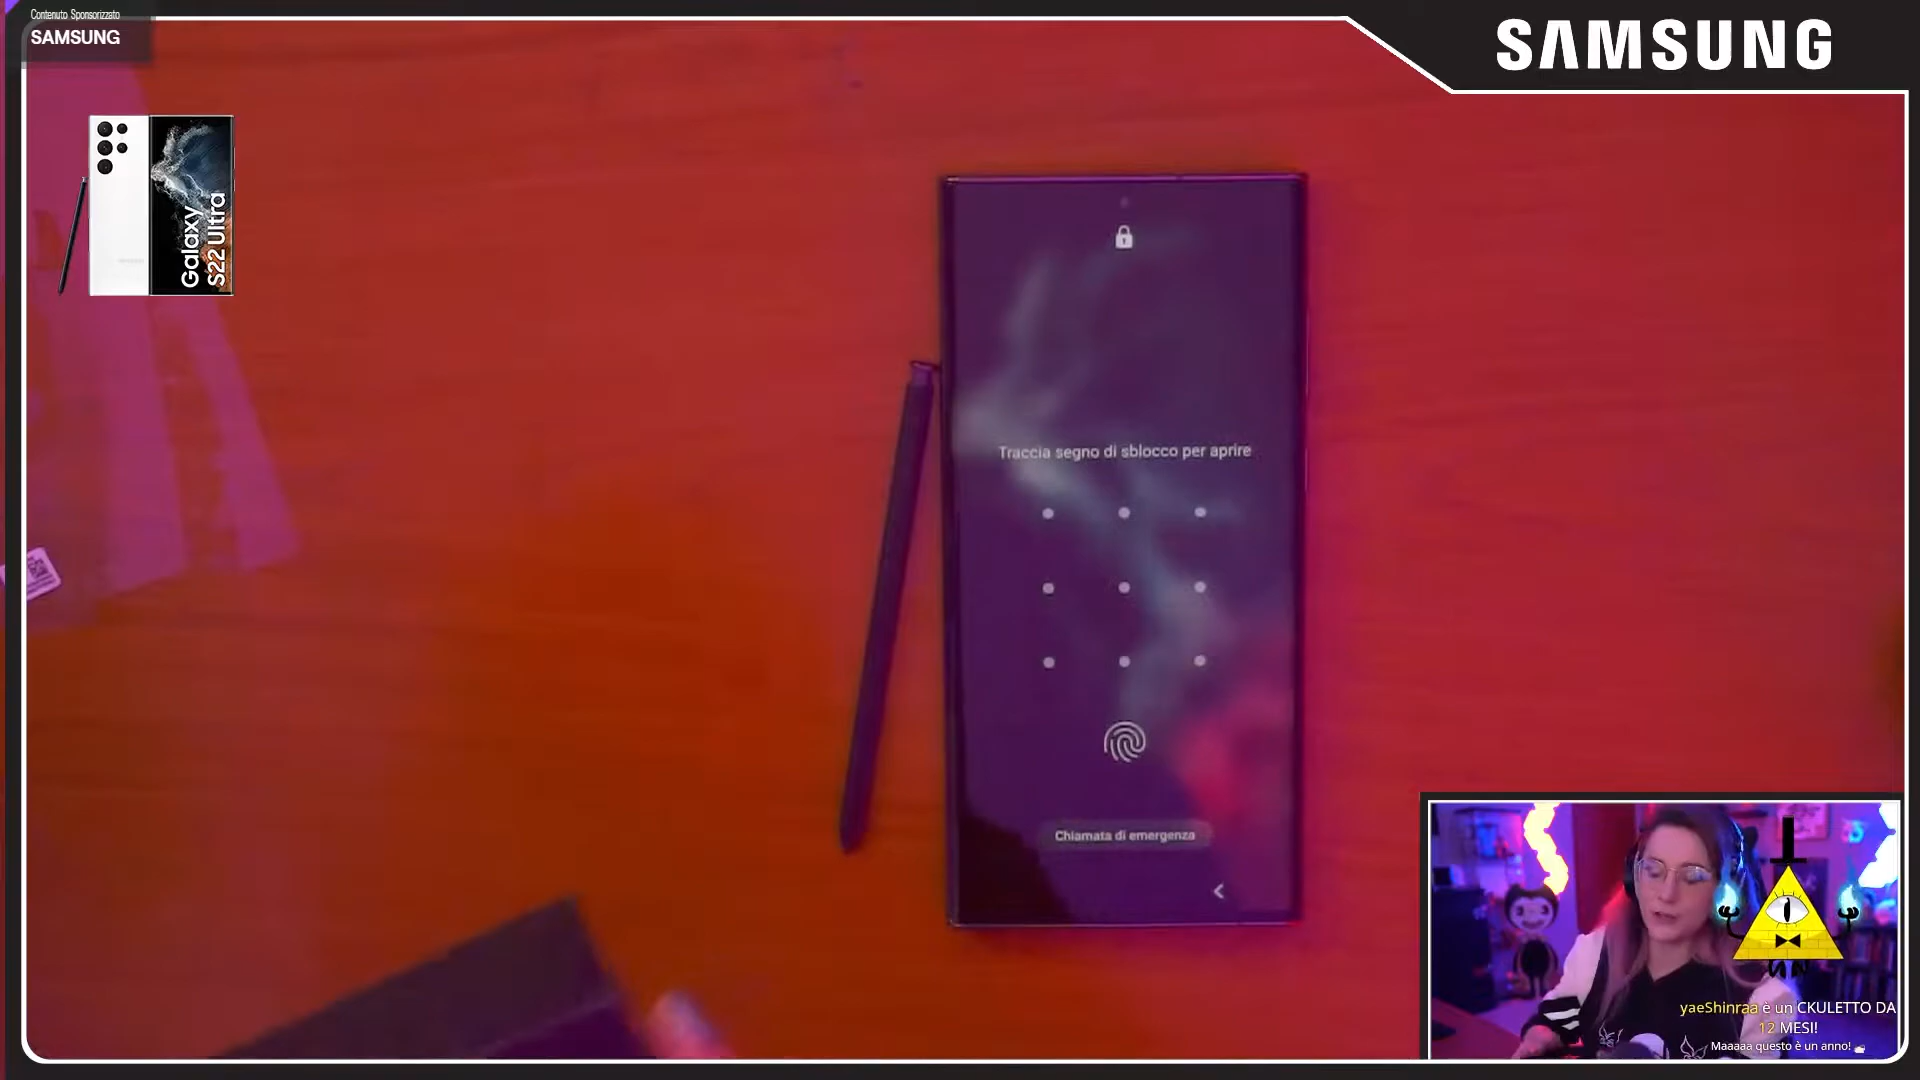 Contenuto Sponsorizzato
SAMSUNG
SAMSUNG
Galaxy
S22 Ultra
Traccia segno di sblocco per aprire
Chiamata di emergenza
yaeShinraa è un CKULETTO DA
12 MESI!
Maaaaa questo è un anno!